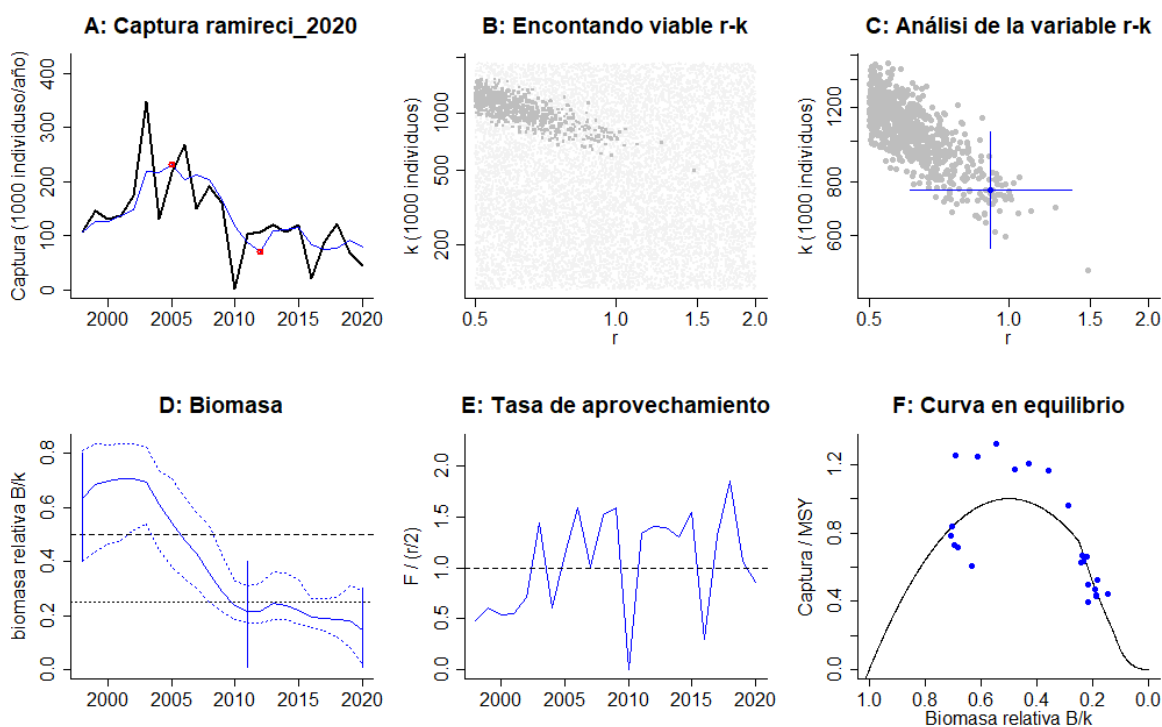 A: Captura ramireci_2020
Captura (1000 individuso/año)
0 100 200 300 400
2000 2005 2010 2015 2020
B: Encontando viable r-k
k (1000 individuos)
200 500 1000
0.5 1.0 1.5 2.0
r
C: Análisi de la variable r-k
k (1000 individuos)
600 800 1200
0.5 1.0 1.5 2.0
r
D: Biomasa
biomasa relativa B/k
0.0 0.2 0.4 0.6 0.8
2000 2005 2010 2015 2020
E: Tasa de aprovechamiento
F / (r/2)
0.0 0.5 1.0 1.5 2.0
2000 2005 2010 2015 2020
F: Curva en equilibrio
Captura / MSY
0.0 0.4 0.8 1.2
1.0 0.8 0.6 0.4 0.2 0.0
Biomasa relativa B/k